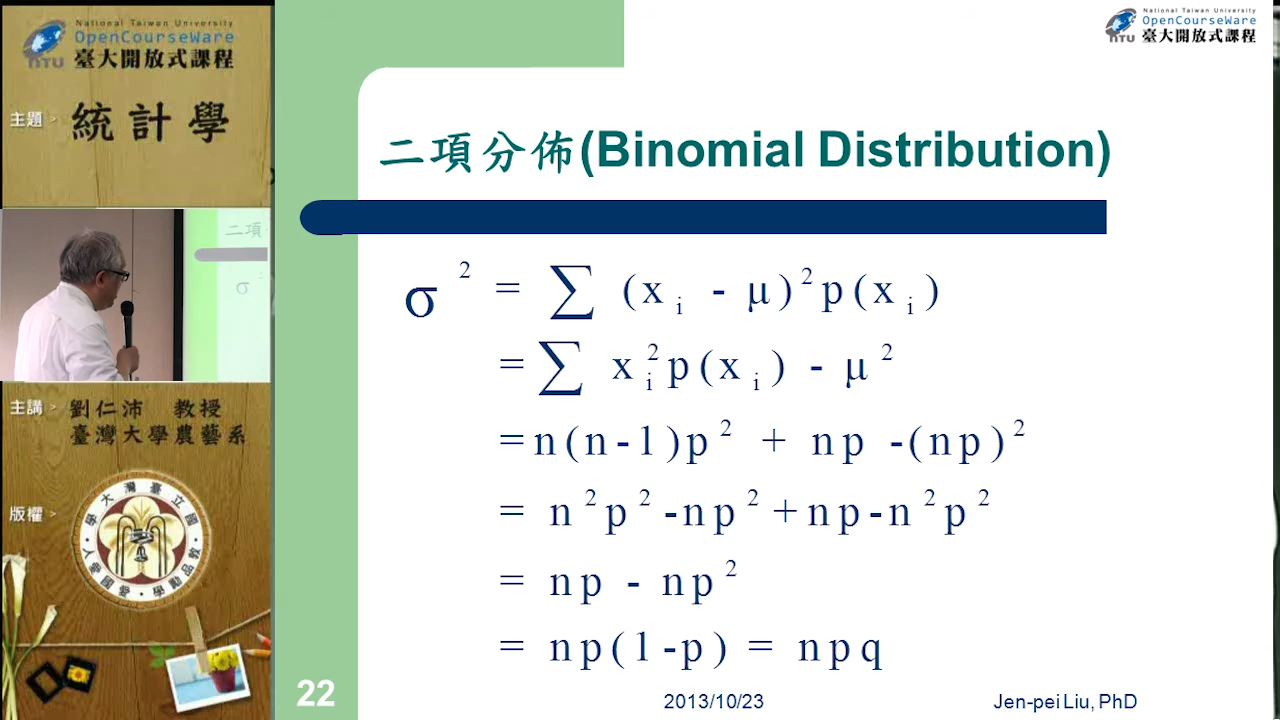 National Taiwan University
OpenCourseWare
NTU 臺大開放式課程
主題 > 統計學
二項
σ
主講 > 劉仁沛 教授
臺灣大學農藝系
版權 >
National Taiwan University
OpenCourseWare
NTU 臺大開放式課程
二項分佈(Binomial Distribution)
σ² = ∑ (xᵢ - μ)²p(xᵢ)
= ∑ xᵢ²p(xᵢ) - μ²
= n(n-1)p² + np -(np)²
= n²p²-np²+np-n²p²
= np - np²
= np(1-p) = npq
22
2013/10/23
Jen-pei Liu, PhD